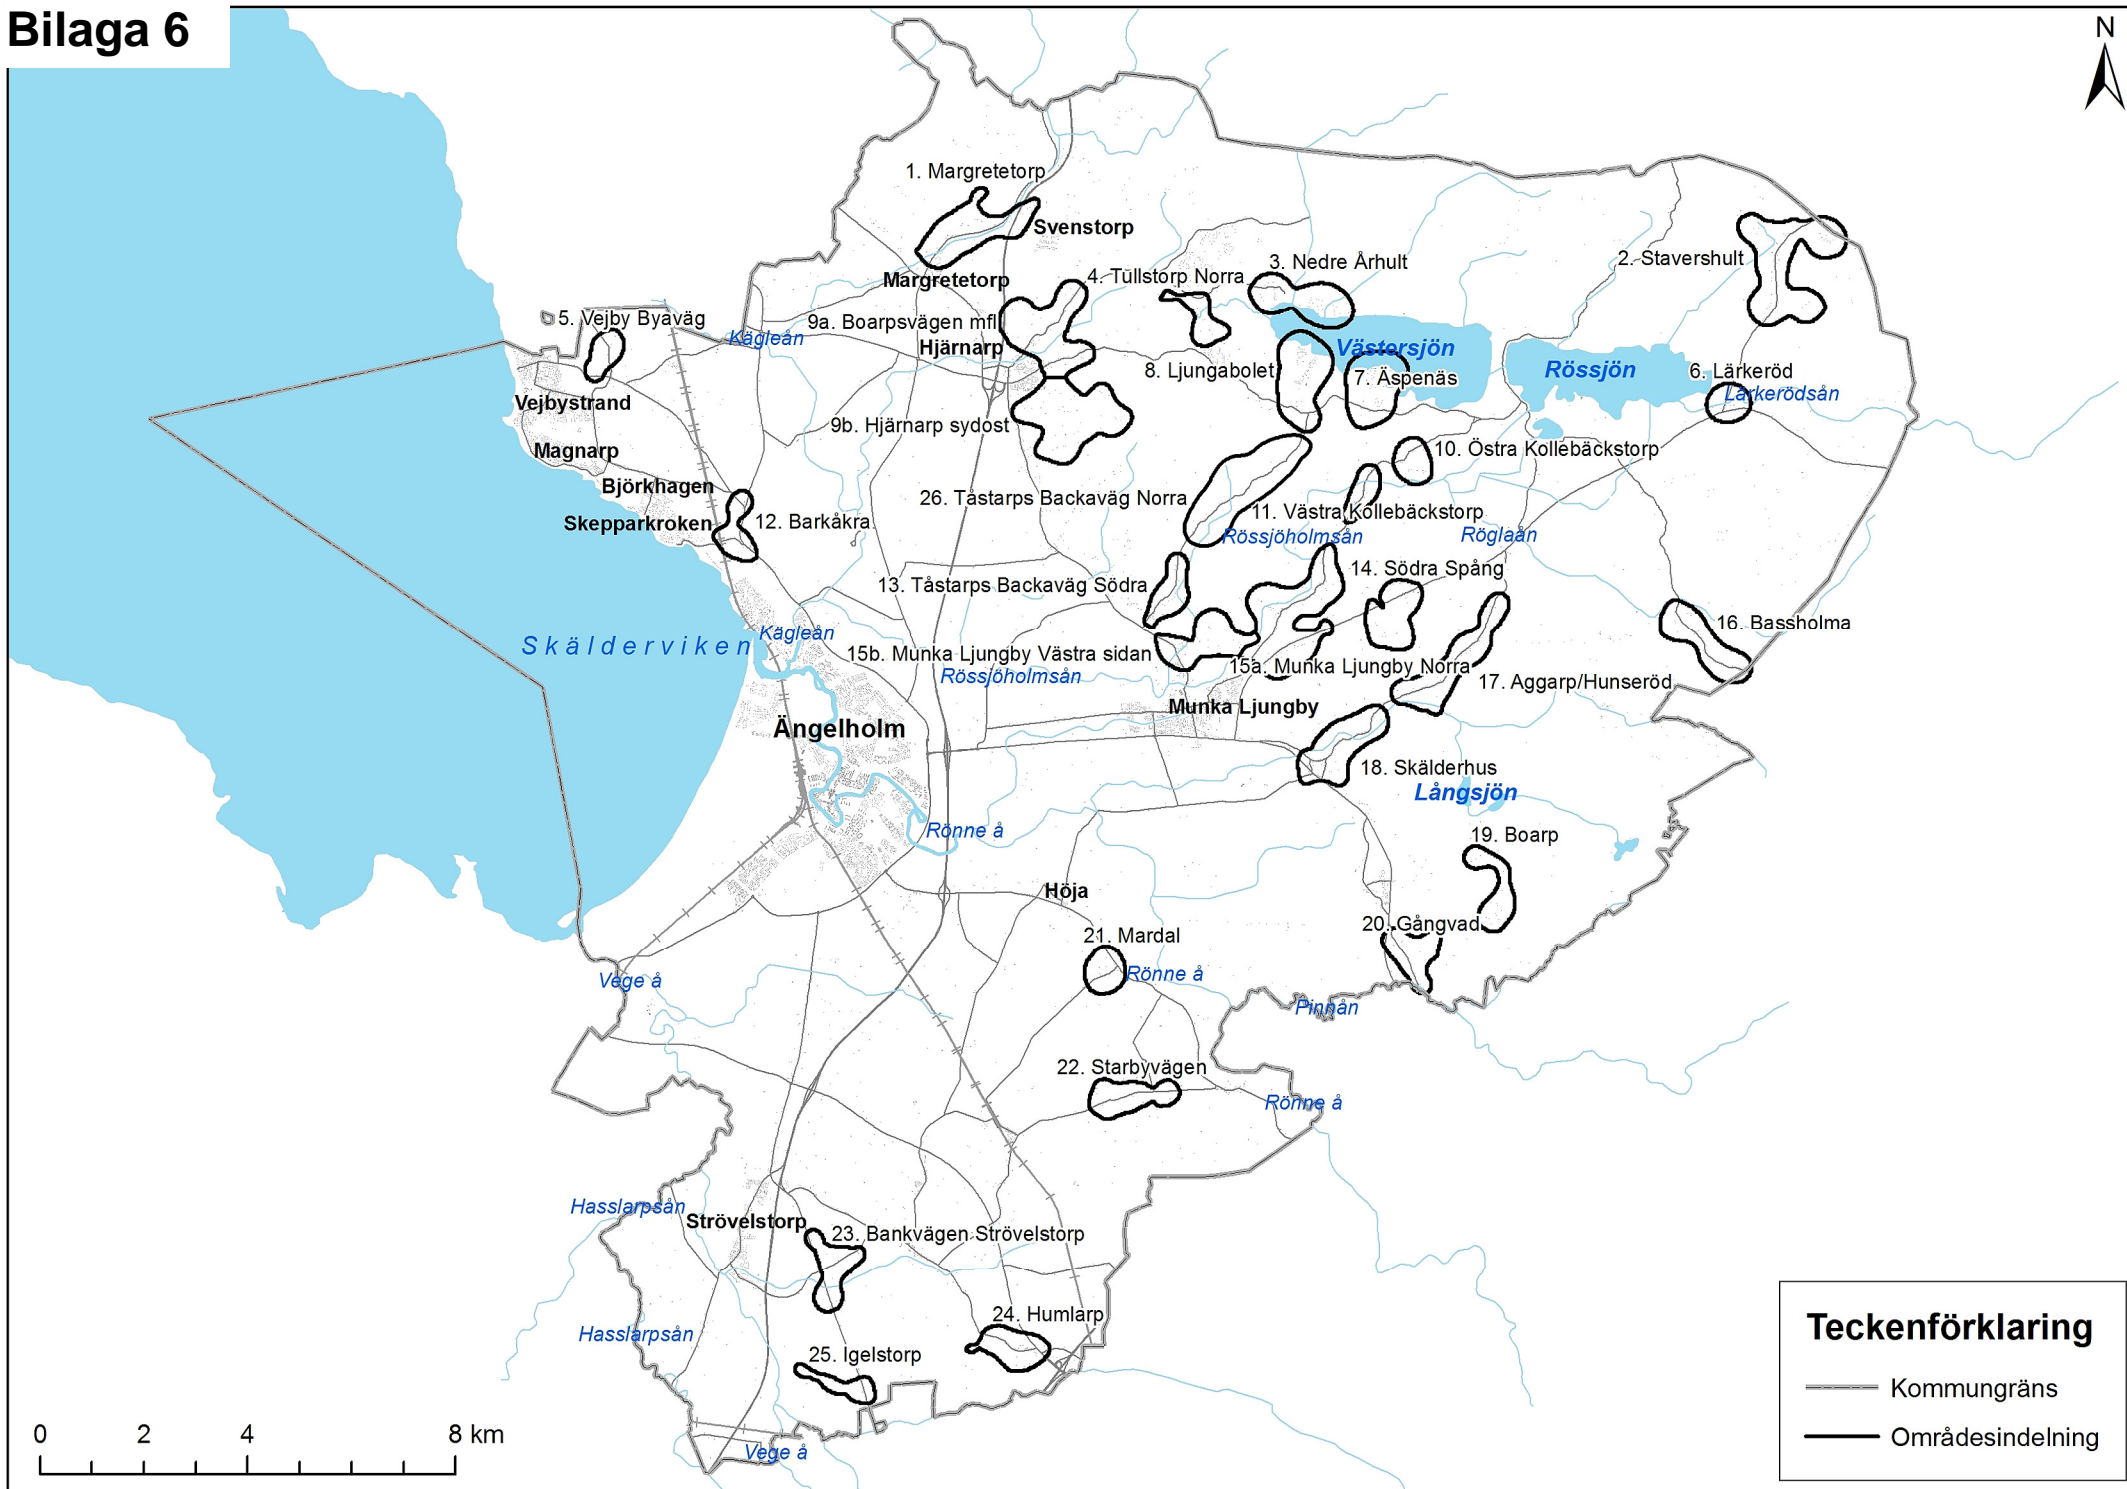 Bilaga 6
N
1. Margretetorp
Svenstorp
Margretetorp
2. Stavershult
3. Nedre Århult
4. Tullstorp Norra
5. Vejby Byaväg
Kägleån
9a. Boarpsvägen mfl
Hjärnarp
Västersjön
Rössjön
8. Ljungabolet
7. Äspenäs
6. Lärkeröd
Lärkerödsån
Vejbystrand
9b. Hjärnarp sydost
Magnarp
10. Östra Kollebäckstorp
Björkhagen
26. Tåstarps Backaväg Norra
Skepparkroken
12. Barkåkra
11. Västra Kollebäckstorp
Rössjöholmsån
Röglaån
13. Tåstarps Backaväg Södra
14. Södra Spång
16. Bassholma
Skälderviken
Kägleån
15b. Munka Ljungby Västra sidan
Rössjöholmsån
15a. Munka Ljungby Norra
17. Aggarp/Hunseröd
Munka Ljungby
Ängelholm
18. Skälderhus
Långsjön
Rönne å
19. Boarp
Höja
20. Gångvad
21. Mardal
Rönne å
Vege å
Pinnån
22. Starbyvägen
Rönne å
Hasslarpsån
Strövelstorp
23. Bankvägen Strövelstorp
24. Humlarp
Hasslarpsån
25. Igelstorp
Vege å
0 2 4 8 km
Teckenförklaring
Kommungräns
Områdesindelning